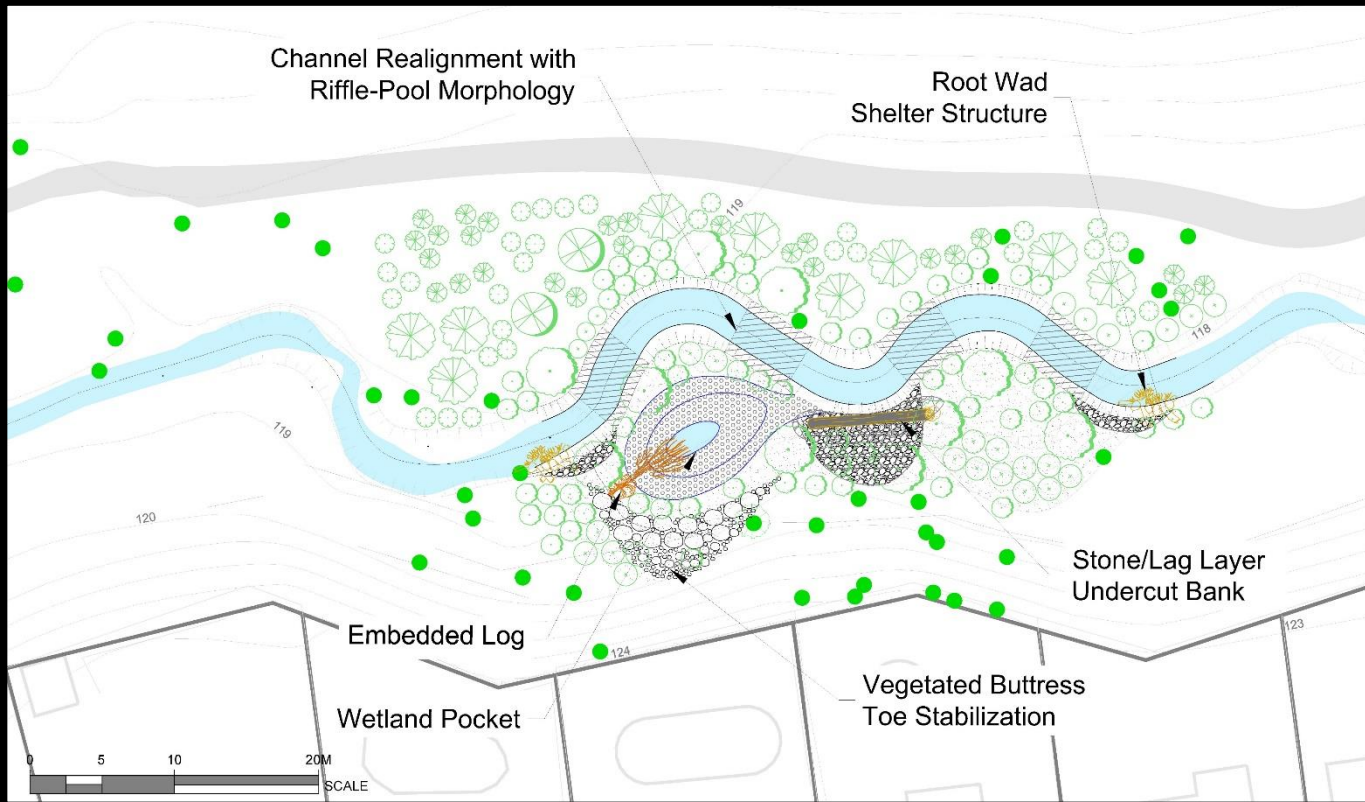 Channel Realignment with
Riffle-Pool Morphology
Root Wad
Shelter Structure
119
118
119
120
Stone/Lag Layer
Undercut Bank
Embedded Log
123
124
Vegetated Buttress
Toe Stabilization
Wetland Pocket
0 5 10 20M
SCALE